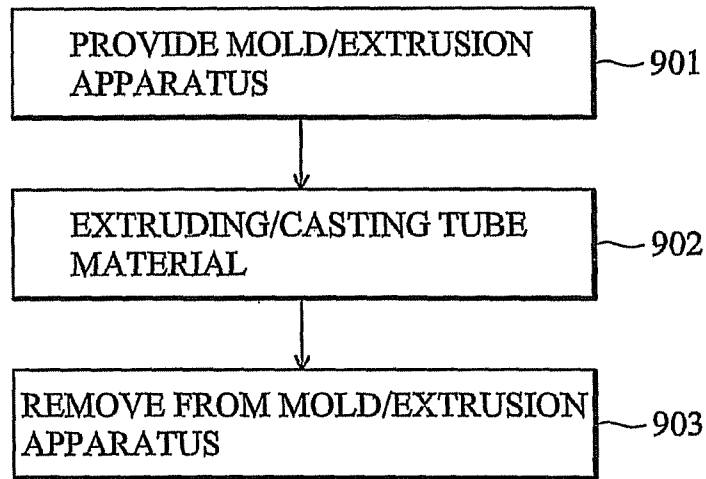 PROVIDE MOLD/EXTRUSION
APPARATUS
901
EXTRUDING/CASTING TUBE
MATERIAL
902
REMOVE FROM MOLD/EXTRUSION
APPARATUS
903